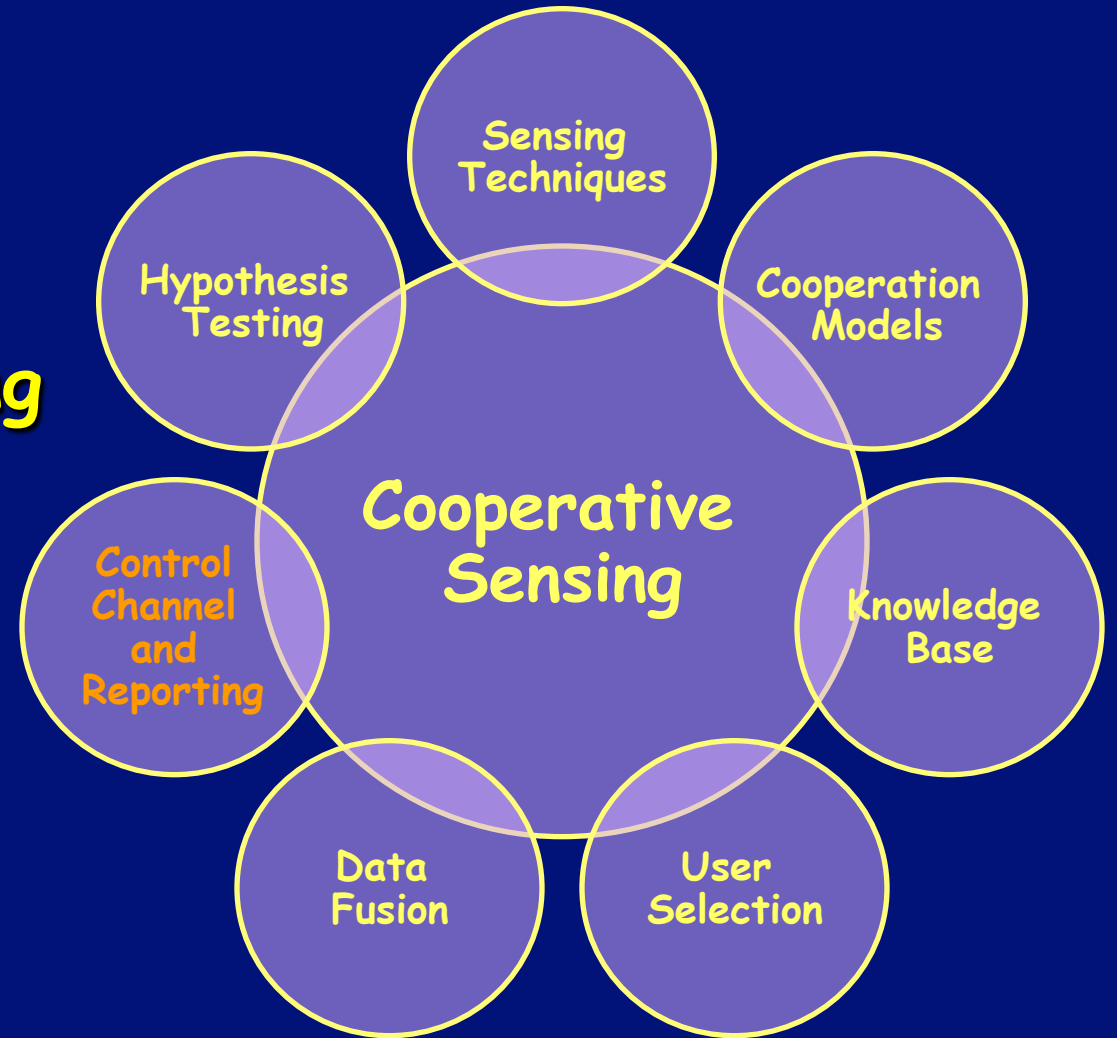 Sensing
Techniques
Hypothesis
Testing
Cooperation
Models
Cooperative
Sensing
Control
Channel
and
Reporting
Knowledge
Base
Data
Fusion
User
Selection